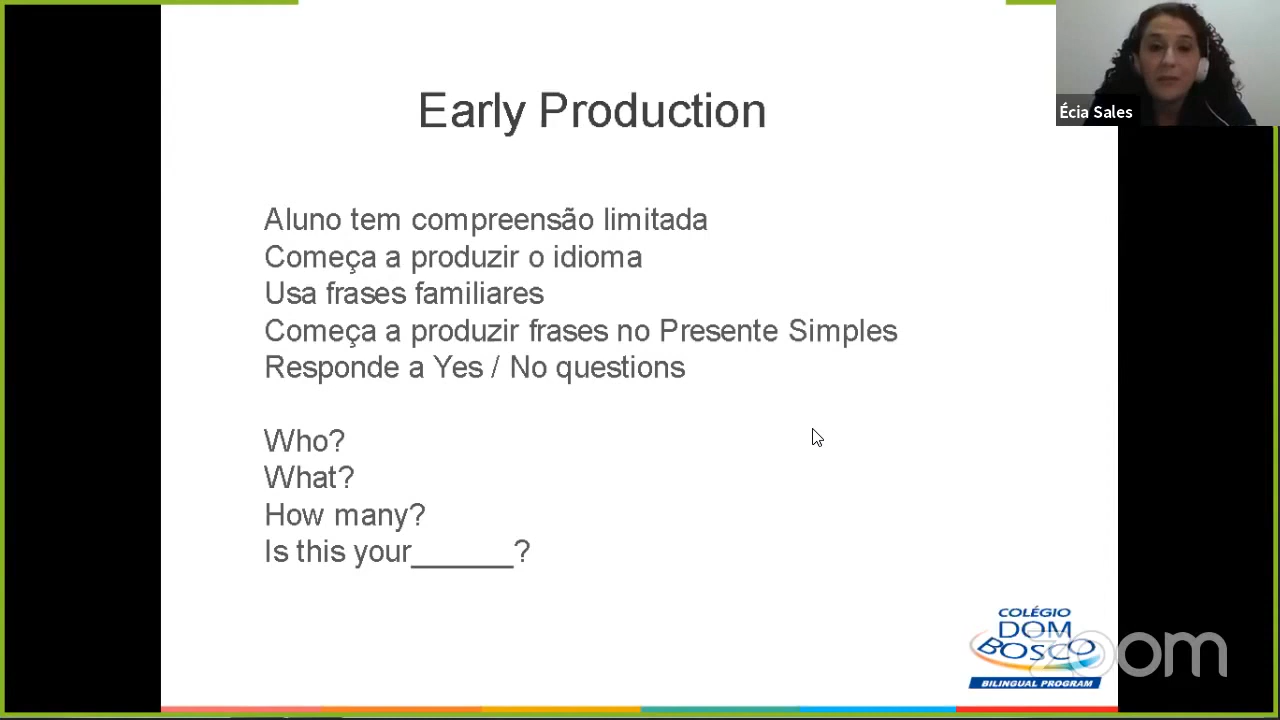 Early Production
Écia Sales
Aluno tem compreensão limitada
Começa a produzir o idioma
Usa frases familiares
Começa a produzir frases no Presente Simples
Responde a Yes / No questions
Who?
What?
How many?
Is this your______?
COLÉGIO
DOM
BOSCO
BILINGUAL PROGRAM
zoom